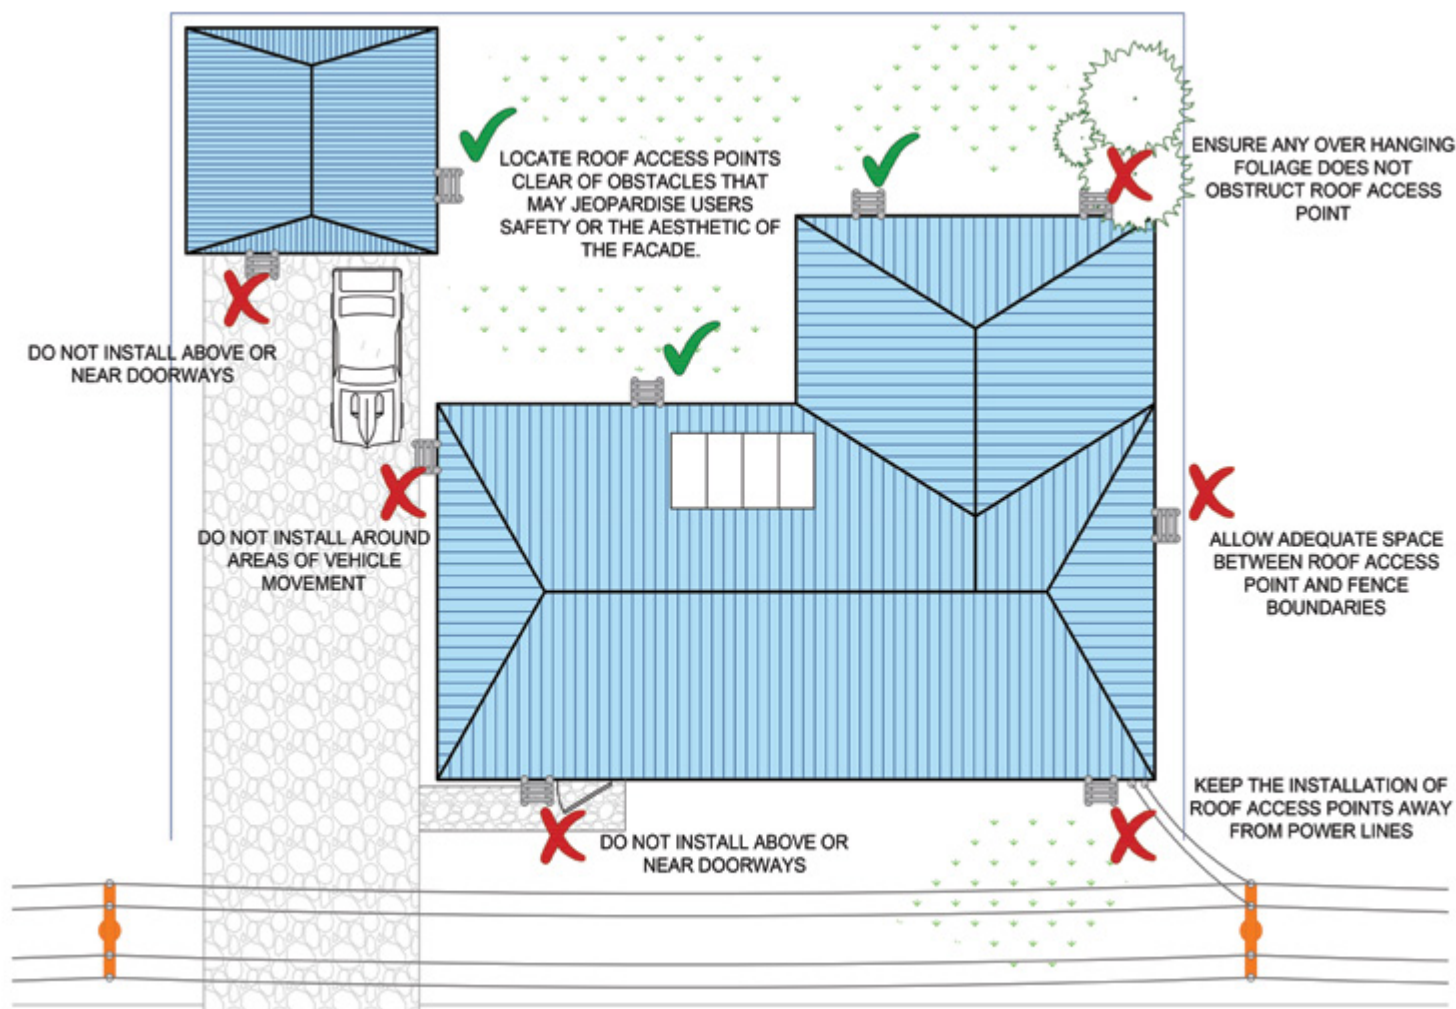 LOCATE ROOF ACCESS POINTS
CLEAR OF OBSTACLES THAT
MAY JEOPARDISE USERS
SAFETY OR THE AESTHETIC OF
THE FACADE.
ENSURE ANY OVER HANGING
FOLIAGE DOES NOT
OBSTRUCT ROOF ACCESS
POINT
DO NOT INSTALL ABOVE OR
NEAR DOORWAYS
DO NOT INSTALL AROUND
AREAS OF VEHICLE
MOVEMENT
ALLOW ADEQUATE SPACE
BETWEEN ROOF ACCESS
POINT AND FENCE
BOUNDARIES
KEEP THE INSTALLATION OF
ROOF ACCESS POINTS AWAY
FROM POWER LINES
DO NOT INSTALL ABOVE OR
NEAR DOORWAYS